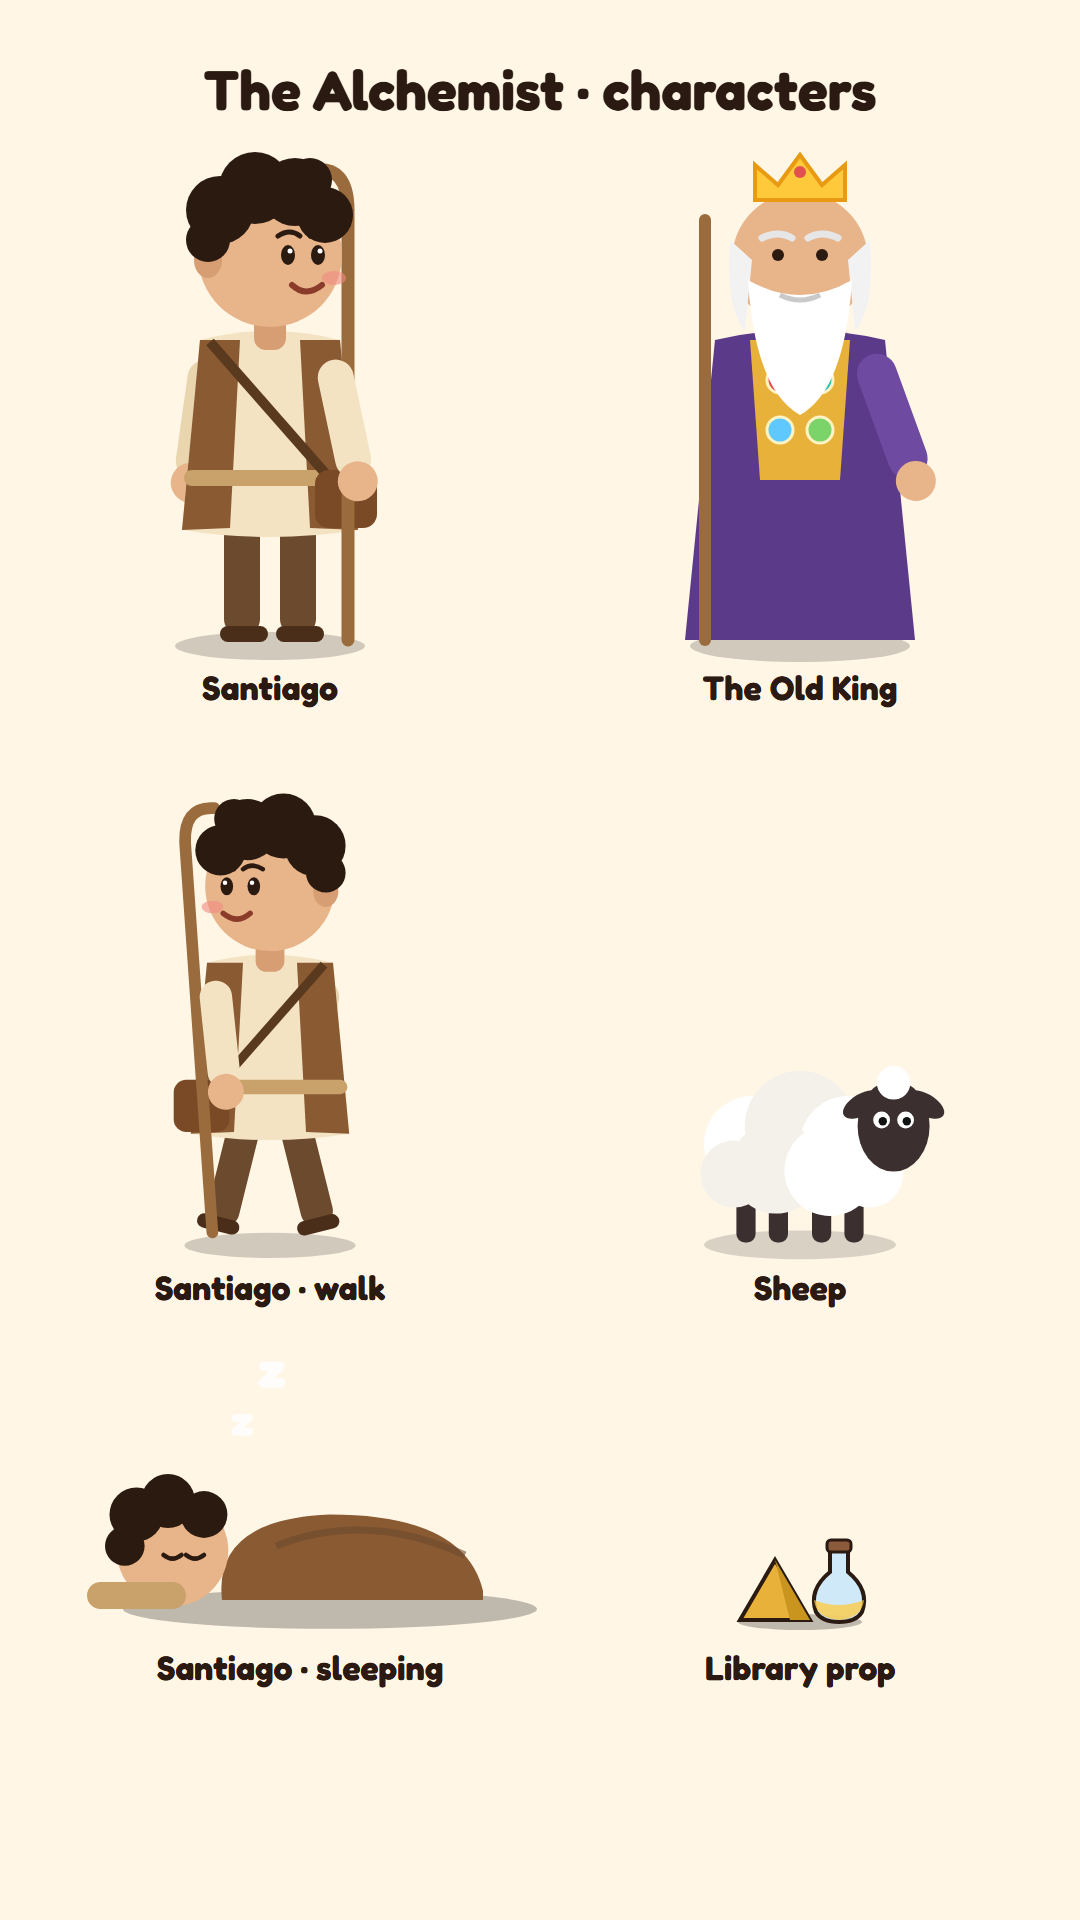 The Alchemist · characters
Santiago
The Old King
Santiago · walk
Sheep
z
z
Santiago · sleeping
Library prop